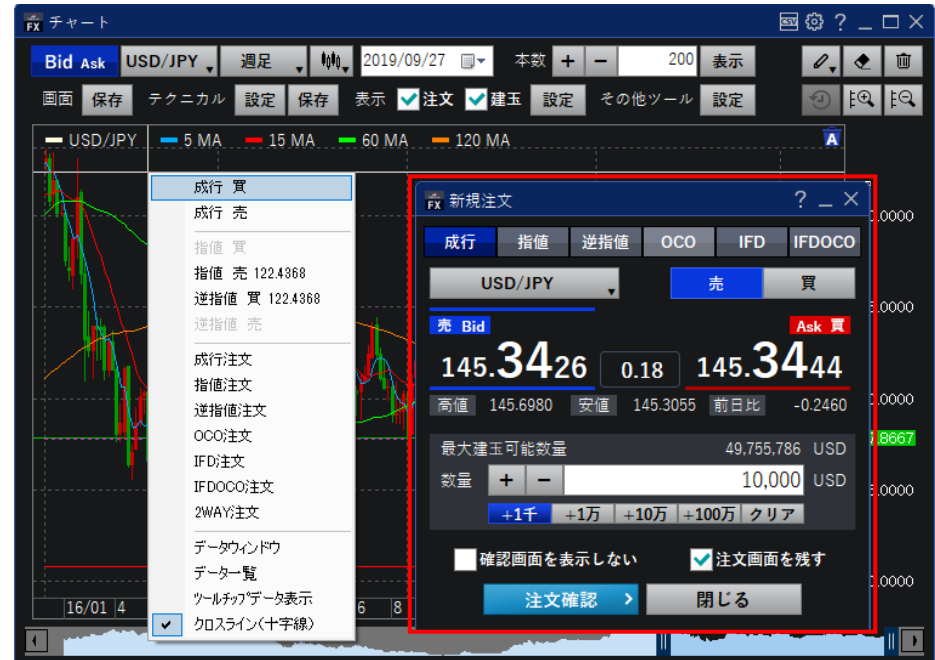 FX チャート CSV ?
Bid Ask USD/JPY 週足 2019/09/27 本数 + − 200 表示
画面 保存 テクニカル 設定 保存 表示 注文 建玉 設定 その他ツール 設定
USD/JPY 5 MA 15 MA 60 MA 120 MA A
成行 買
成行 売
指値 買
指値 売 122.4368
逆指値 買 122.4368
逆指値 売
成行注文
指値注文
逆指値注文
OCO注文
IFD注文
IFDOCO注文
2WAY注文
データウィンドウ
データ一覧
ツールチップデータ表示
クロスライン(十字線)
FX 新規注文 ?
成行 指値 逆指値 OCO IFD IFDOCO
USD/JPY 売 買
売 Bid Ask 買
145.3426 0.18 145.3444
高値 145.6980 安値 145.3055 前日比 -0.2460
最大建玉可能数量 49,755,786 USD
数量 + − 10,000 USD
+1千 +1万 +10万 +100万 クリア
確認画面を表示しない 注文画面を残す
注文確認 閉じる
16/01 4 6 8